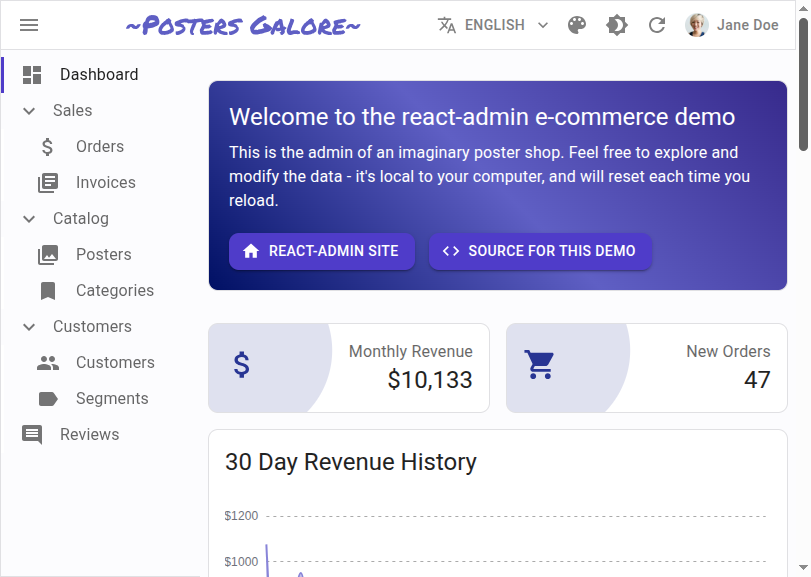 ~Posters Galore~
ENGLISH
Jane Doe
Dashboard
Sales
Orders
Invoices
Catalog
Posters
Categories
Customers
Customers
Segments
Reviews
Welcome to the react-admin e-commerce demo
This is the admin of an imaginary poster shop. Feel free to explore and
modify the data - it's local to your computer, and will reset each time you
reload.
REACT-ADMIN SITE
SOURCE FOR THIS DEMO
Monthly Revenue
$10,133
New Orders
47
30 Day Revenue History
$1200
$1000